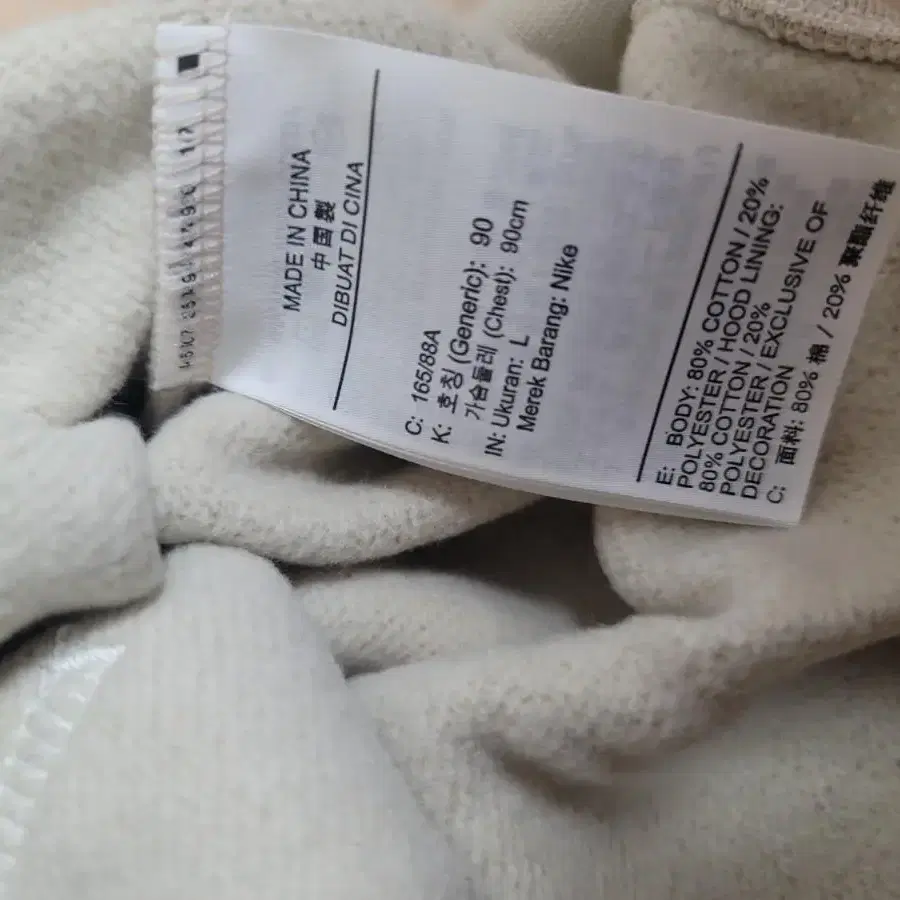 MADE IN CHINA
中国製
DIBUAT DI CINA
C: 165/88A
K: 호칭 (Generic): 90
가슴둘레 (Chest): 90cm
IN: Ukuran: L
Merek Barang: Nike
E: BODY: 80% COTTON / 20%
POLYESTER / HOOD LINING:
80% COTTON / 20%
POLYESTER / EXCLUSIVE OF
DECORATION
C: 面料: 80% 棉 / 20% 聚酯纤维